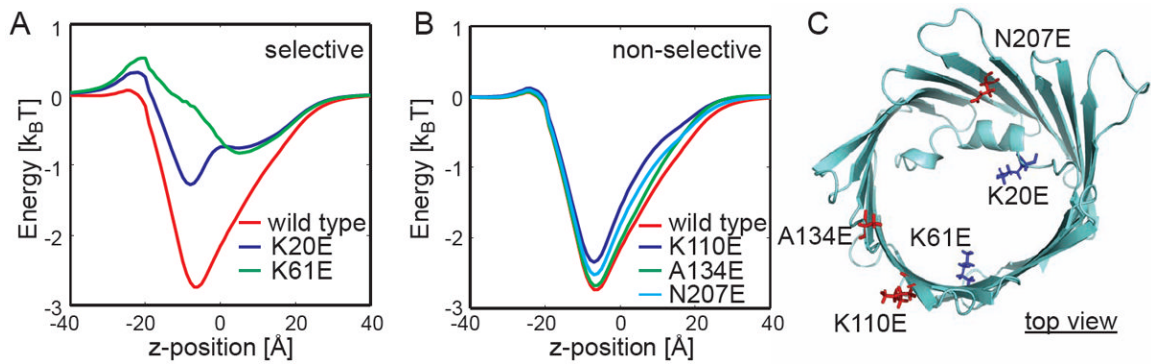 A
selective
1
0
-1
-2
-3
Energy [kBT]
wild type
K20E
K61E
-40
-20
0
20
40
z-position [Å]
B
non-selective
1
0
-1
-2
-3
Energy [kBT]
wild type
K110E
A134E
N207E
-40
-20
0
20
40
z-position [Å]
C
N207E
K20E
A134E
K61E
K110E
top view